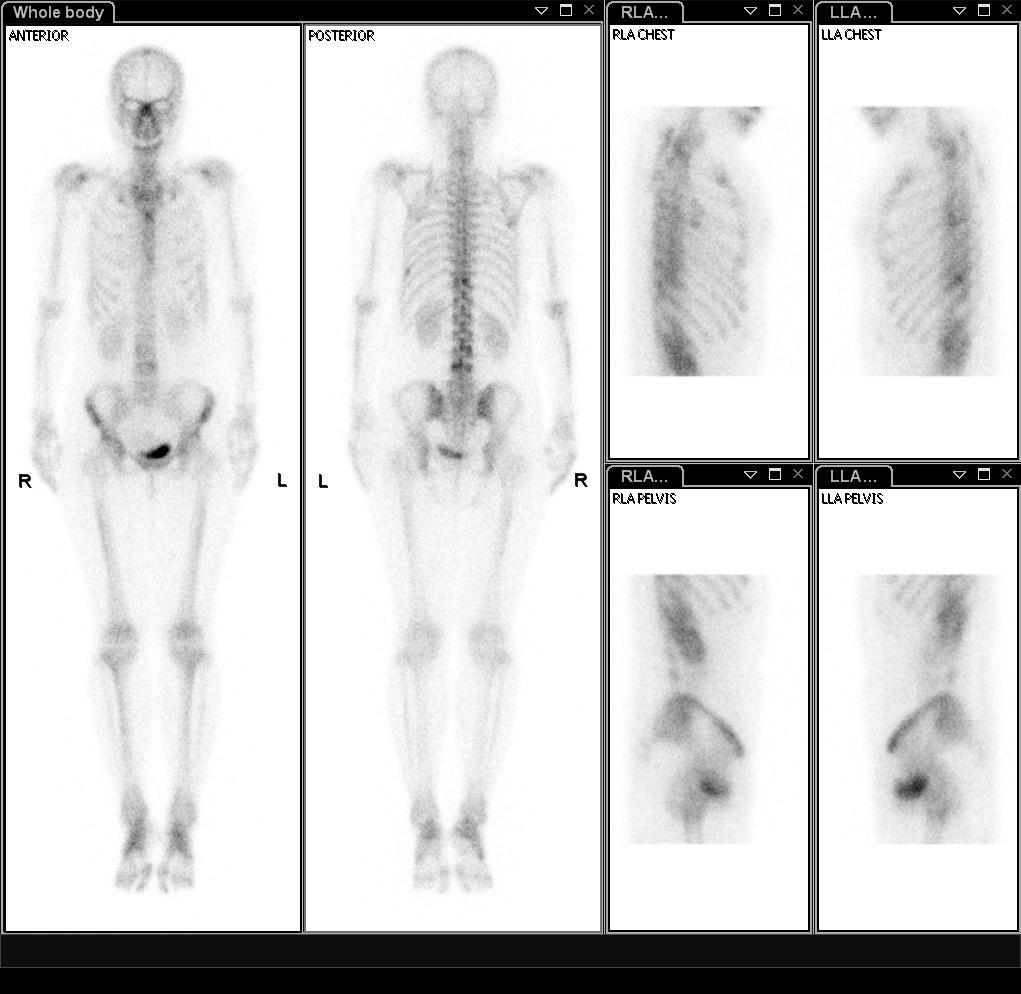 Whole body
ANTERIOR
POSTERIOR
R
L
L
R
RLA...
RLA CHEST
LLA...
LLA CHEST
RLA...
RLA PELVIS
LLA...
LLA PELVIS